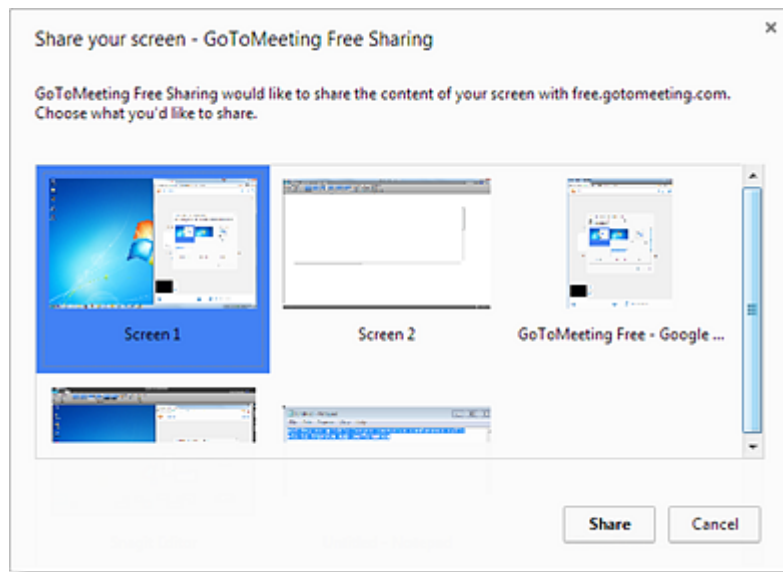 Share your screen - GoToMeeting Free Sharing
GoToMeeting Free Sharing would like to share the content of your screen with free.gotomeeting.com.
Choose what you'd like to share.
Screen 1
Screen 2
GoToMeeting Free - Google ...
Share
Cancel